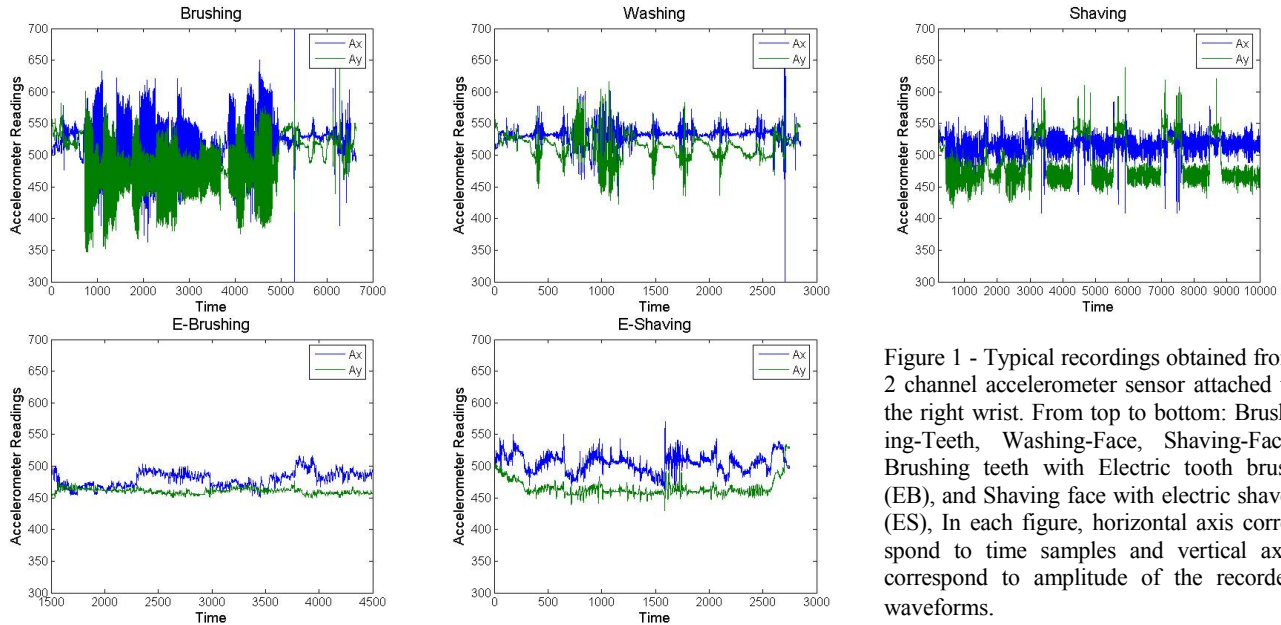 Brushing
Accelerometer Readings
700
650
600
550
500
450
400
350
300
0 1000 2000 3000 4000 5000 6000 7000
Time
Ax
Ay
Washing
Accelerometer Readings
700
650
600
550
500
450
400
350
300
0 500 1000 1500 2000 2500 3000
Time
Ax
Ay
Shaving
Accelerometer Readings
700
650
600
550
500
450
400
350
300
1000 2000 3000 4000 5000 6000 7000 8000 9000 10000
Time
Ax
Ay
E-Brushing
Accelerometer Readings
700
650
600
550
500
450
400
350
300
1500 2000 2500 3000 3500 4000 4500
Time
Ax
Ay
E-Shaving
Accelerometer Readings
700
650
600
550
500
450
400
350
300
0 500 1000 1500 2000 2500 3000
Time
Ax
Ay
Figure 1 - Typical recordings obtained from
2 channel accelerometer sensor attached
the right wrist. From top to bottom: Brush-
ing-Teeth, Washing-Face, Shaving-Fac
Brushing teeth with Electric tooth brus
(EB), and Shaving face with electric shave
(ES), In each figure, horizontal axis corre
spond to time samples and vertical ax
correspond to amplitude of the recorde
waveforms.